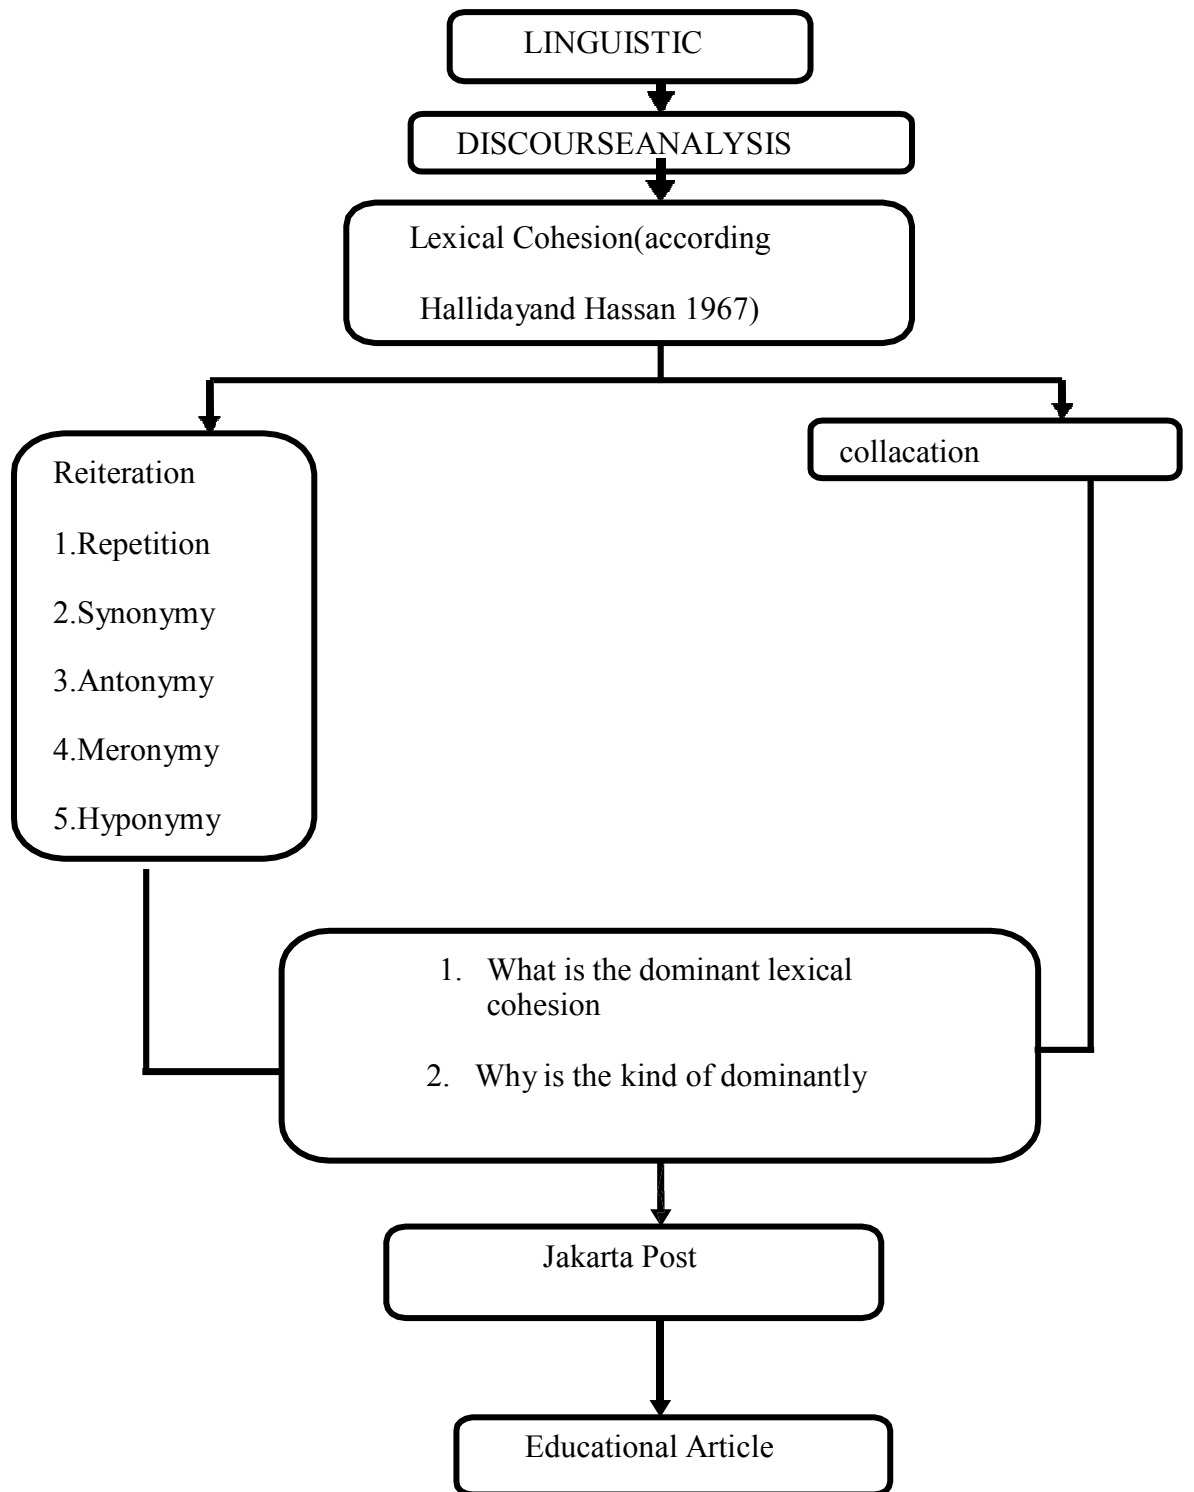 LINGUISTIC
DISCOURSEANALYSIS
Lexical Cohesion(according
Hallidayand Hassan 1967)
Reiteration
1.Repetition
2.Synonymy
3.Antonymy
4.Meronymy
5.Hyponymy
collacation
1. What is the dominant lexical
cohesion
2. Why is the kind of dominantly
Jakarta Post
Educational Article